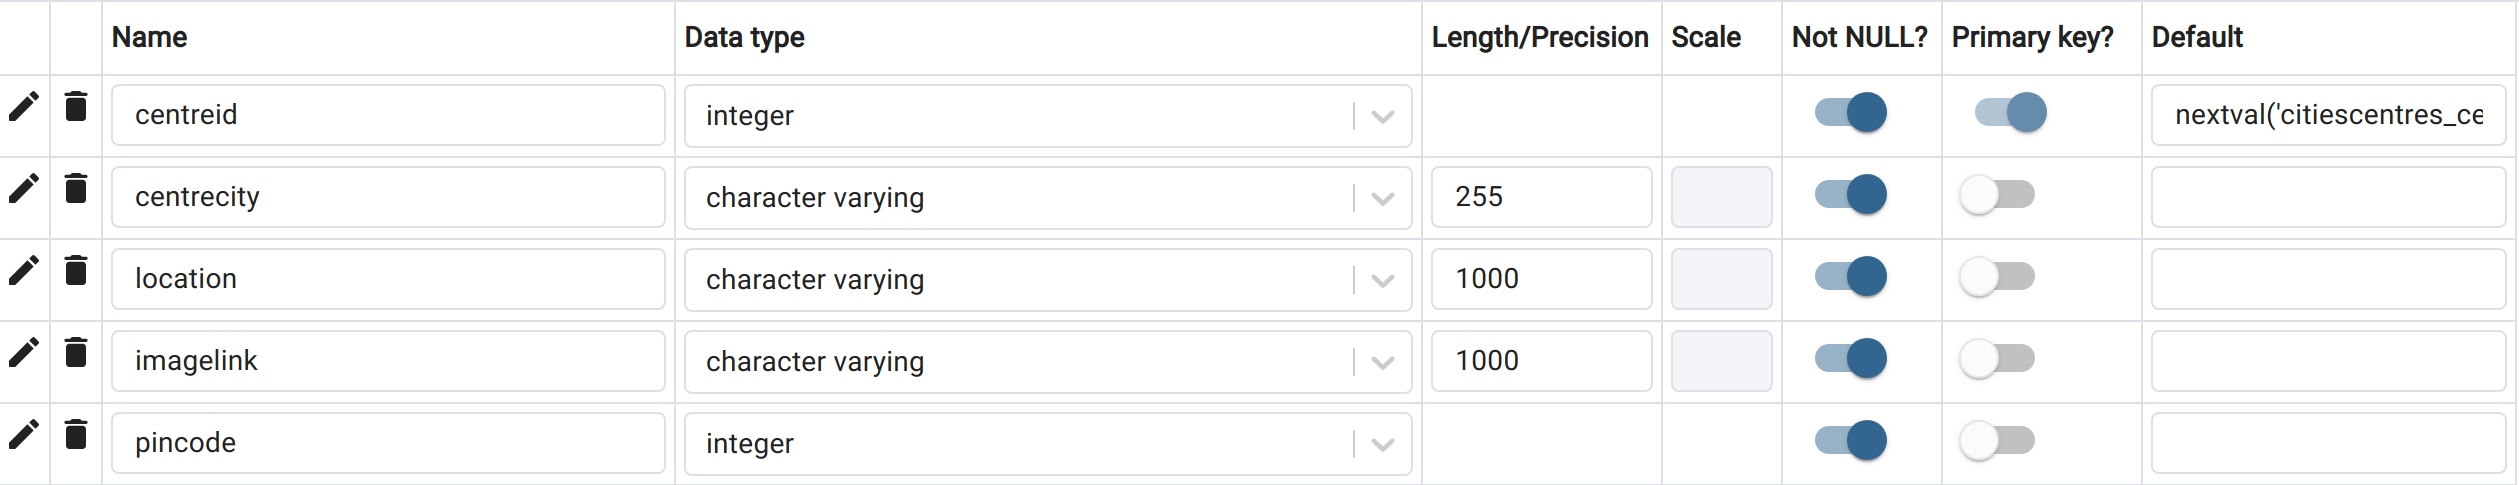 Name Data type Length/Precision Scale Not NULL? Primary key? Default
centreid integer nextval('citiescentres_ce
centrecity character varying 255
location character varying 1000
imagelink character varying 1000
pincode integer